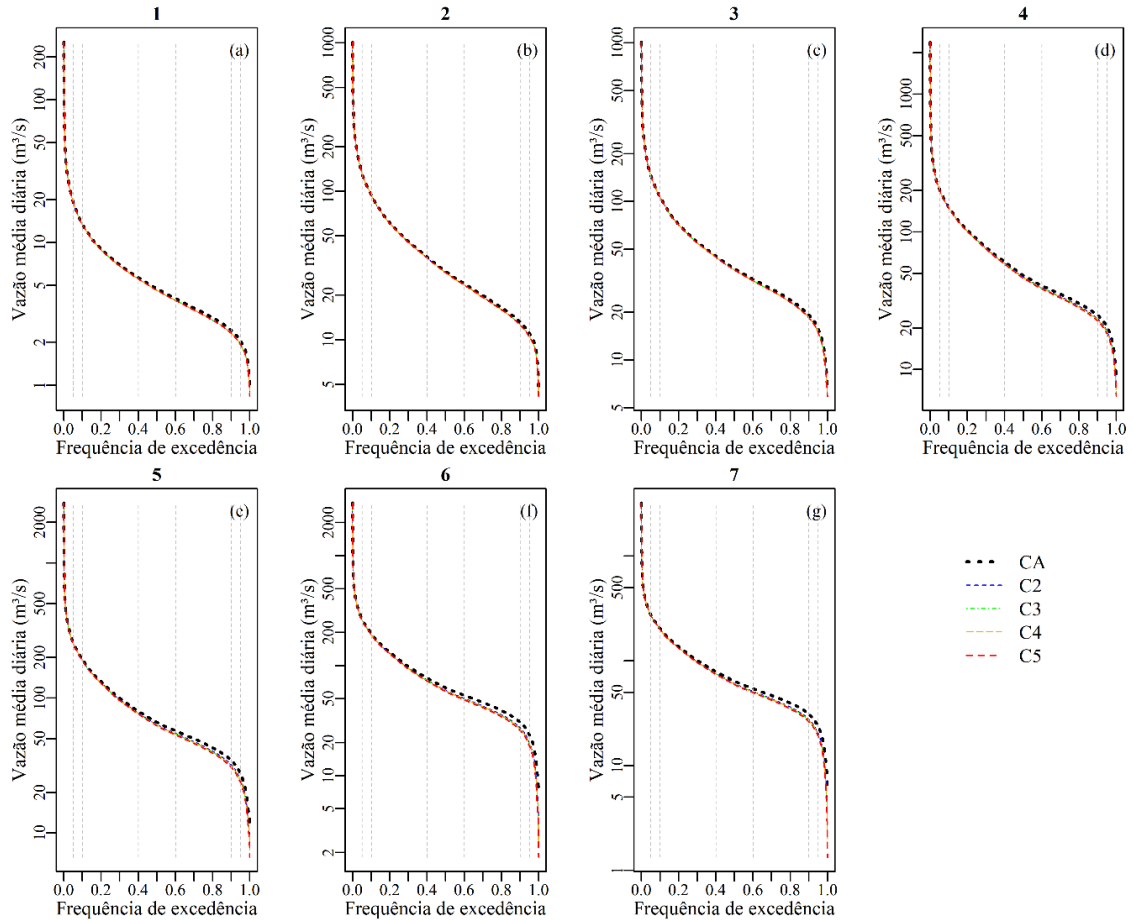 1
(a)
Vazão média diária (m³/s)
200
100
50
20
10
5
2
1
0.0 0.2 0.4 0.6 0.8 1.0
Frequência de excedência
2
(b)
Vazão média diária (m³/s)
1000
500
200
100
50
20
10
5
0.0 0.2 0.4 0.6 0.8 1.0
Frequência de excedência
3
(c)
Vazão média diária (m³/s)
1000
500
200
100
50
20
10
5
0.0 0.2 0.4 0.6 0.8 1.0
Frequência de excedência
4
(d)
Vazão média diária (m³/s)
1000
200
100
50
20
10
0.0 0.2 0.4 0.6 0.8 1.0
Frequência de excedência
5
(e)
Vazão média diária (m³/s)
2000
500
200
100
50
20
10
0.0 0.2 0.4 0.6 0.8 1.0
Frequência de excedência
6
(f)
Vazão média diária (m³/s)
2000
500
200
50
20
10
5
2
0.0 0.2 0.4 0.6 0.8 1.0
Frequência de excedência
7
(g)
Vazão média diária (m³/s)
500
50
5
1
0.0 0.2 0.4 0.6 0.8 1.0
Frequência de excedência
CA
C2
C3
C4
C5